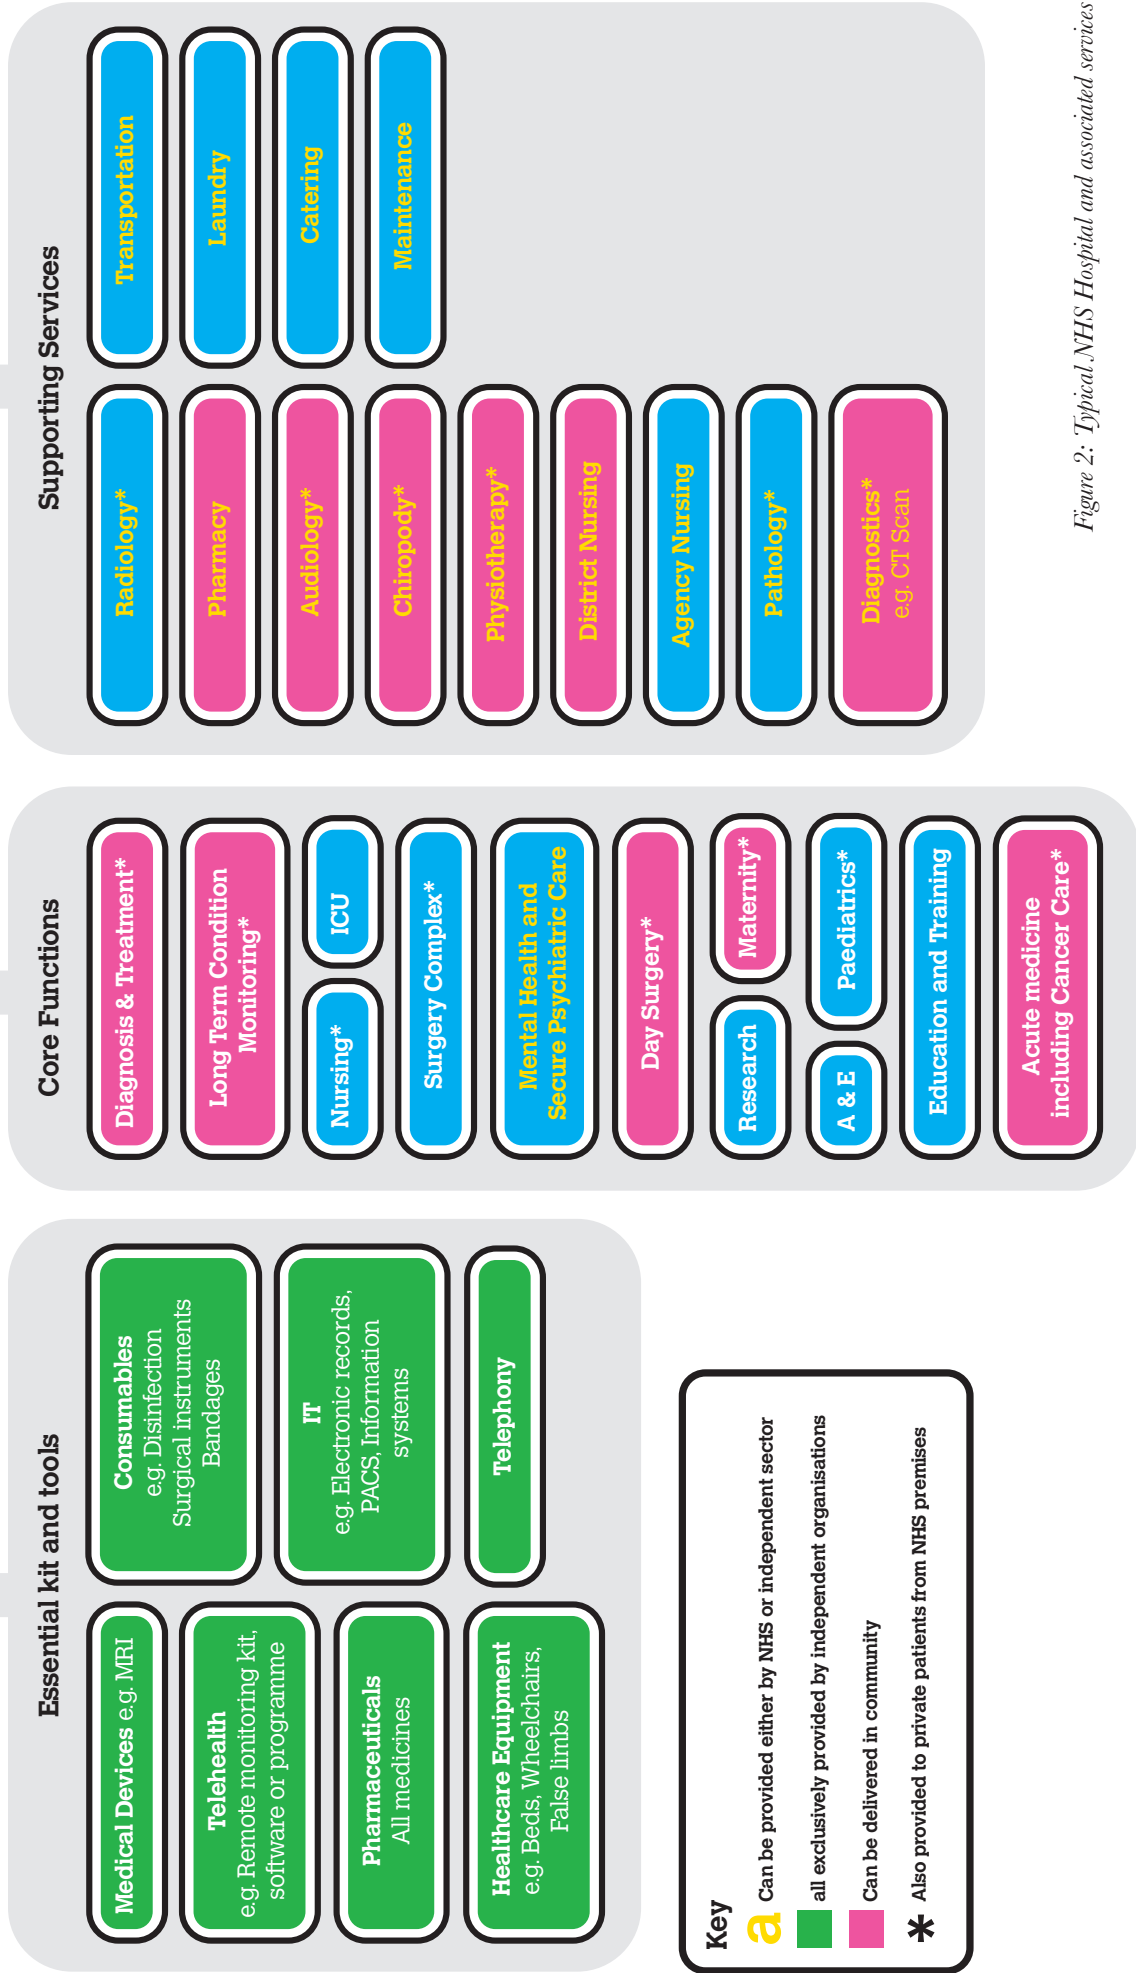 Essential kit and tools
Medical Devices e.g. MRI
Telehealth
e.g. Remote monitoring kit,
software or programme
Pharmaceuticals
All medicines
Healthcare Equipment
e.g. Beds, Wheelchairs,
False limbs
Consumables
e.g. Disinfection
Surgical instruments
Bandages
IT
e.g. Electronic records,
PACS, Information
systems
Telephony
Core Functions
Diagnosis & Treatment*
Long Term Condition
Monitoring*
Nursing*
ICU
Surgery Complex*
Mental Health and
Secure Psychiatric Care
Day Surgery*
Research
Maternity*
A & E
Paediatrics*
Education and Training
Acute medicine
including Cancer Care*
Supporting Services
Radiology*
Pharmacy
Audiology*
Chiropody*
Physiotherapy*
District Nursing
Agency Nursing
Pathology*
Diagnostics*
e.g. CT Scan
Transportation
Laundry
Catering
Maintenance
Key
a Can be provided either by NHS or independent sector
all exclusively provided by independent organisations
Can be delivered in community
* Also provided to private patients from NHS premises
Figure 2: Typical NHS Hospital and associated services